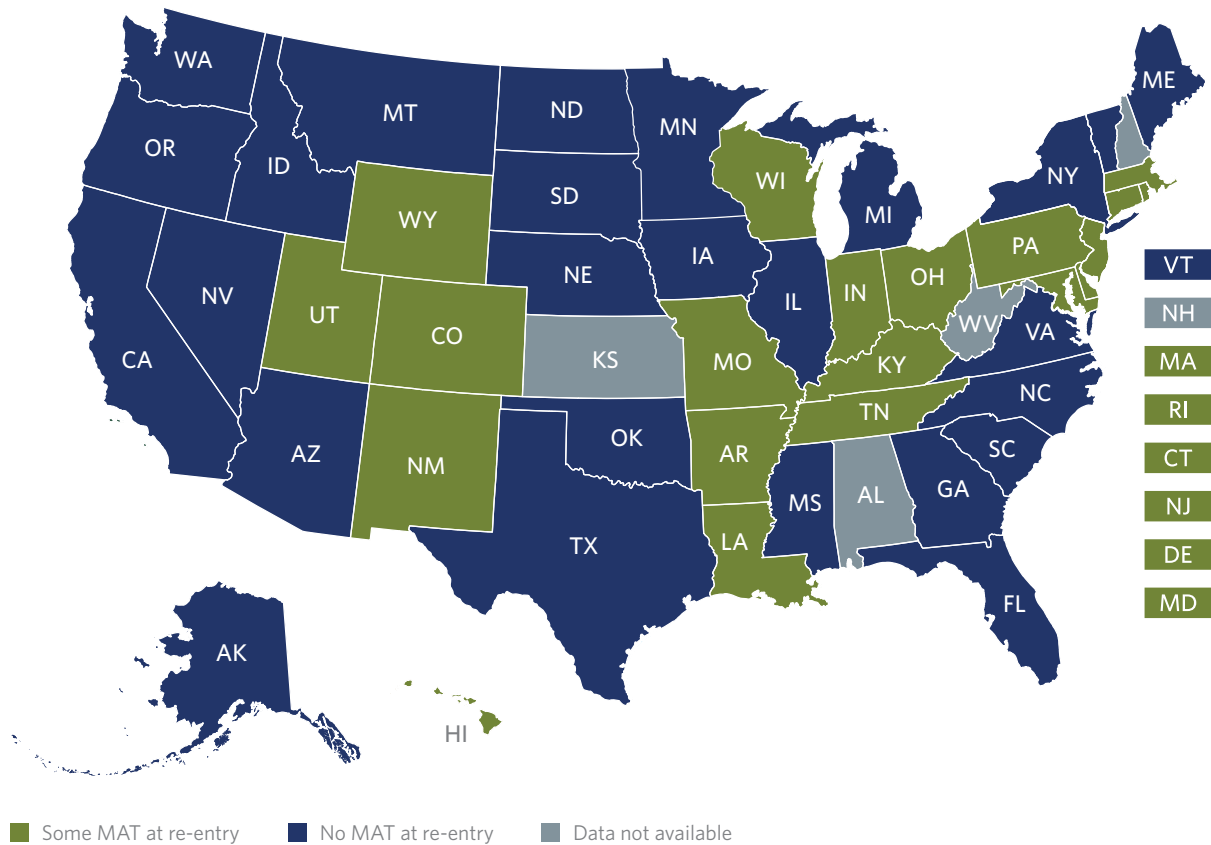 WA
MT
ND
MN
ME
OR
ID
SD
WI
NY
MI
WY
NE
IA
PA
NV
UT
CO
IL
IN
OH
WV
VA
CA
KS
MO
KY
NC
TN
AZ
NM
OK
AR
SC
TX
MS
AL
GA
LA
FL
AK
HI
VT
NH
MA
RI
CT
NJ
DE
MD
Some MAT at re-entry
No MAT at re-entry
Data not available